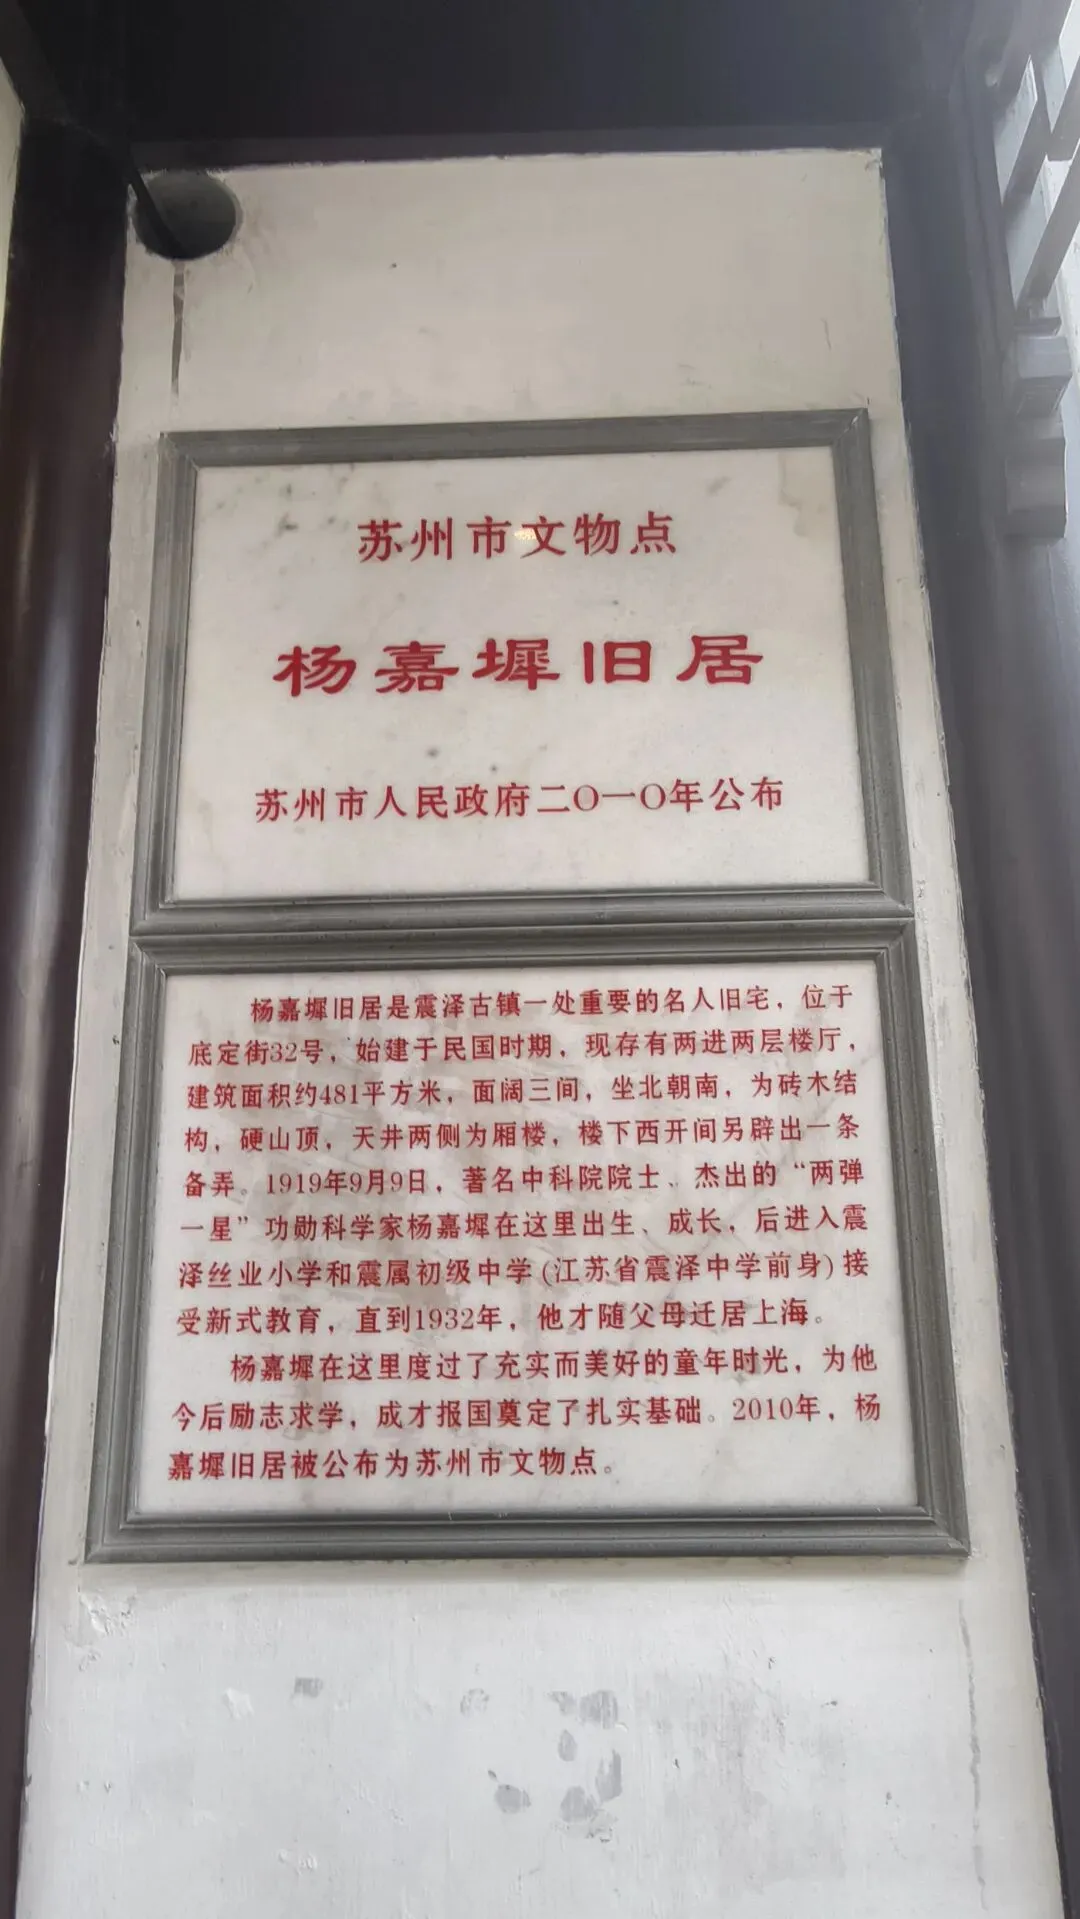 苏州市文物点
杨嘉墀旧居
苏州市人民政府二〇一〇年公布
杨嘉墀旧居是震泽古镇一处重要的名人旧宅，位于
底定街32号，始建于民国时期，现存有两进两层楼厅，
建筑面积约481平方米，面阔三间，坐北朝南，为砖木结
构，硬山顶，天井两侧为厢楼，楼下西开间另辟出一条
备弄。1919年9月9日，著名中科院院士、杰出的“两弹
一星”功勋科学家杨嘉墀在这里出生、成长，后进入震
泽丝业小学和震属初级中学(江苏省震泽中学前身)接
受新式教育，直到1932年，他才随父母迁居上海。
杨嘉墀在这里度过了充实而美好的童年时光，为他
今后励志求学，成才报国奠定了扎实基础。2010年，杨
嘉墀旧居被公布为苏州市文物点。